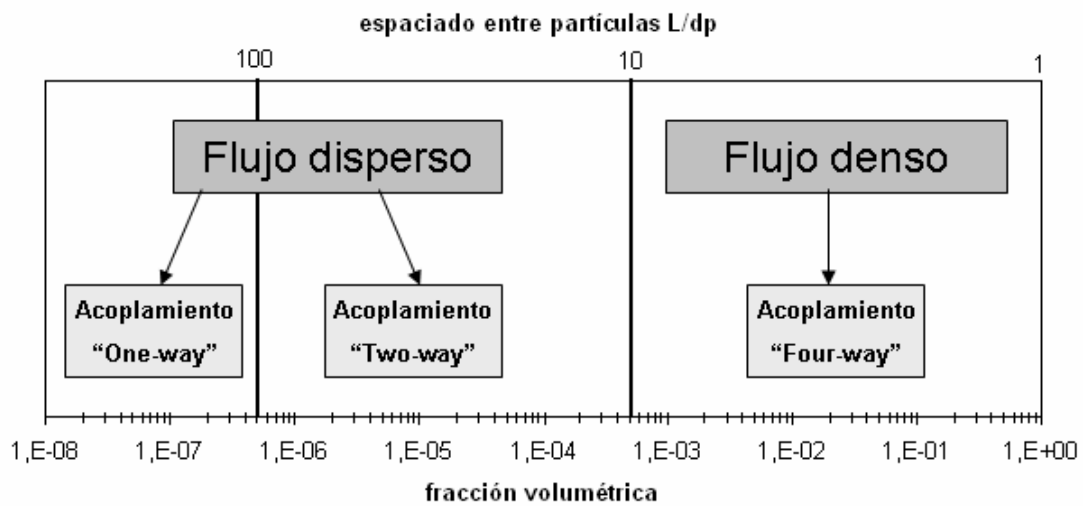 espaciado entre partículas L/dp
100 10 1
Flujo disperso Flujo denso
Acoplamiento Acoplamiento Acoplamiento
“One-way” “Two-way” “Four-way”
1,E-08 1,E-07 1,E-06 1,E-05 1,E-04 1,E-03 1,E-02 1,E-01 1,E+00
fracción volumétrica